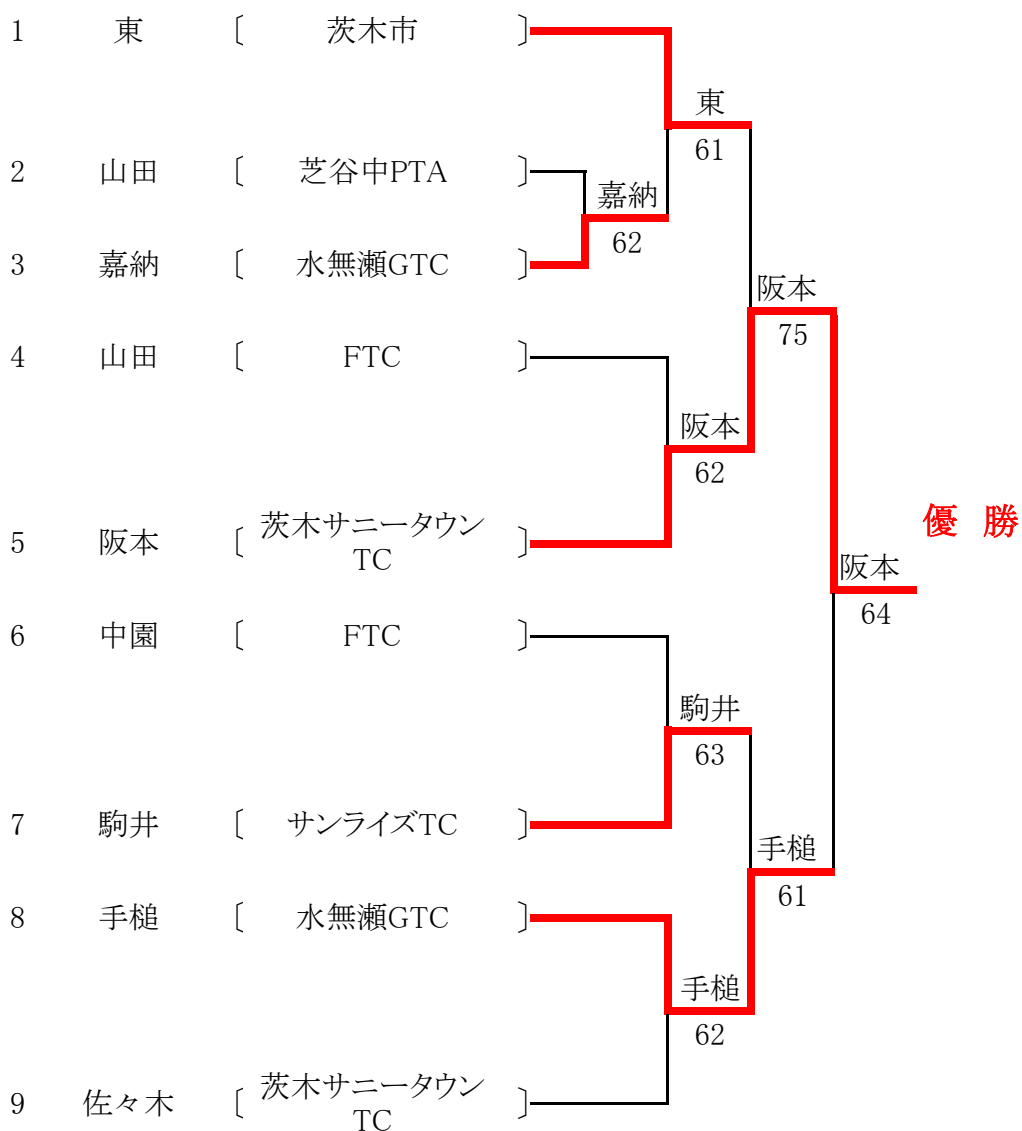 1 東 〔 茨木市 〕
東
61
2 山田 〔 芝谷中PTA 〕
嘉納
62
3 嘉納 〔 水無瀬GTC 〕
阪本
75
4 山田 〔 FTC 〕
阪本
62
5 阪本 〔 茨木サニータウン
TC 〕
優 勝
阪本
64
6 中園 〔 FTC 〕
駒井
63
7 駒井 〔 サンライズTC 〕
手槌
61
8 手槌 〔 水無瀬GTC 〕
手槌
62
9 佐々木 〔 茨木サニータウン
TC 〕